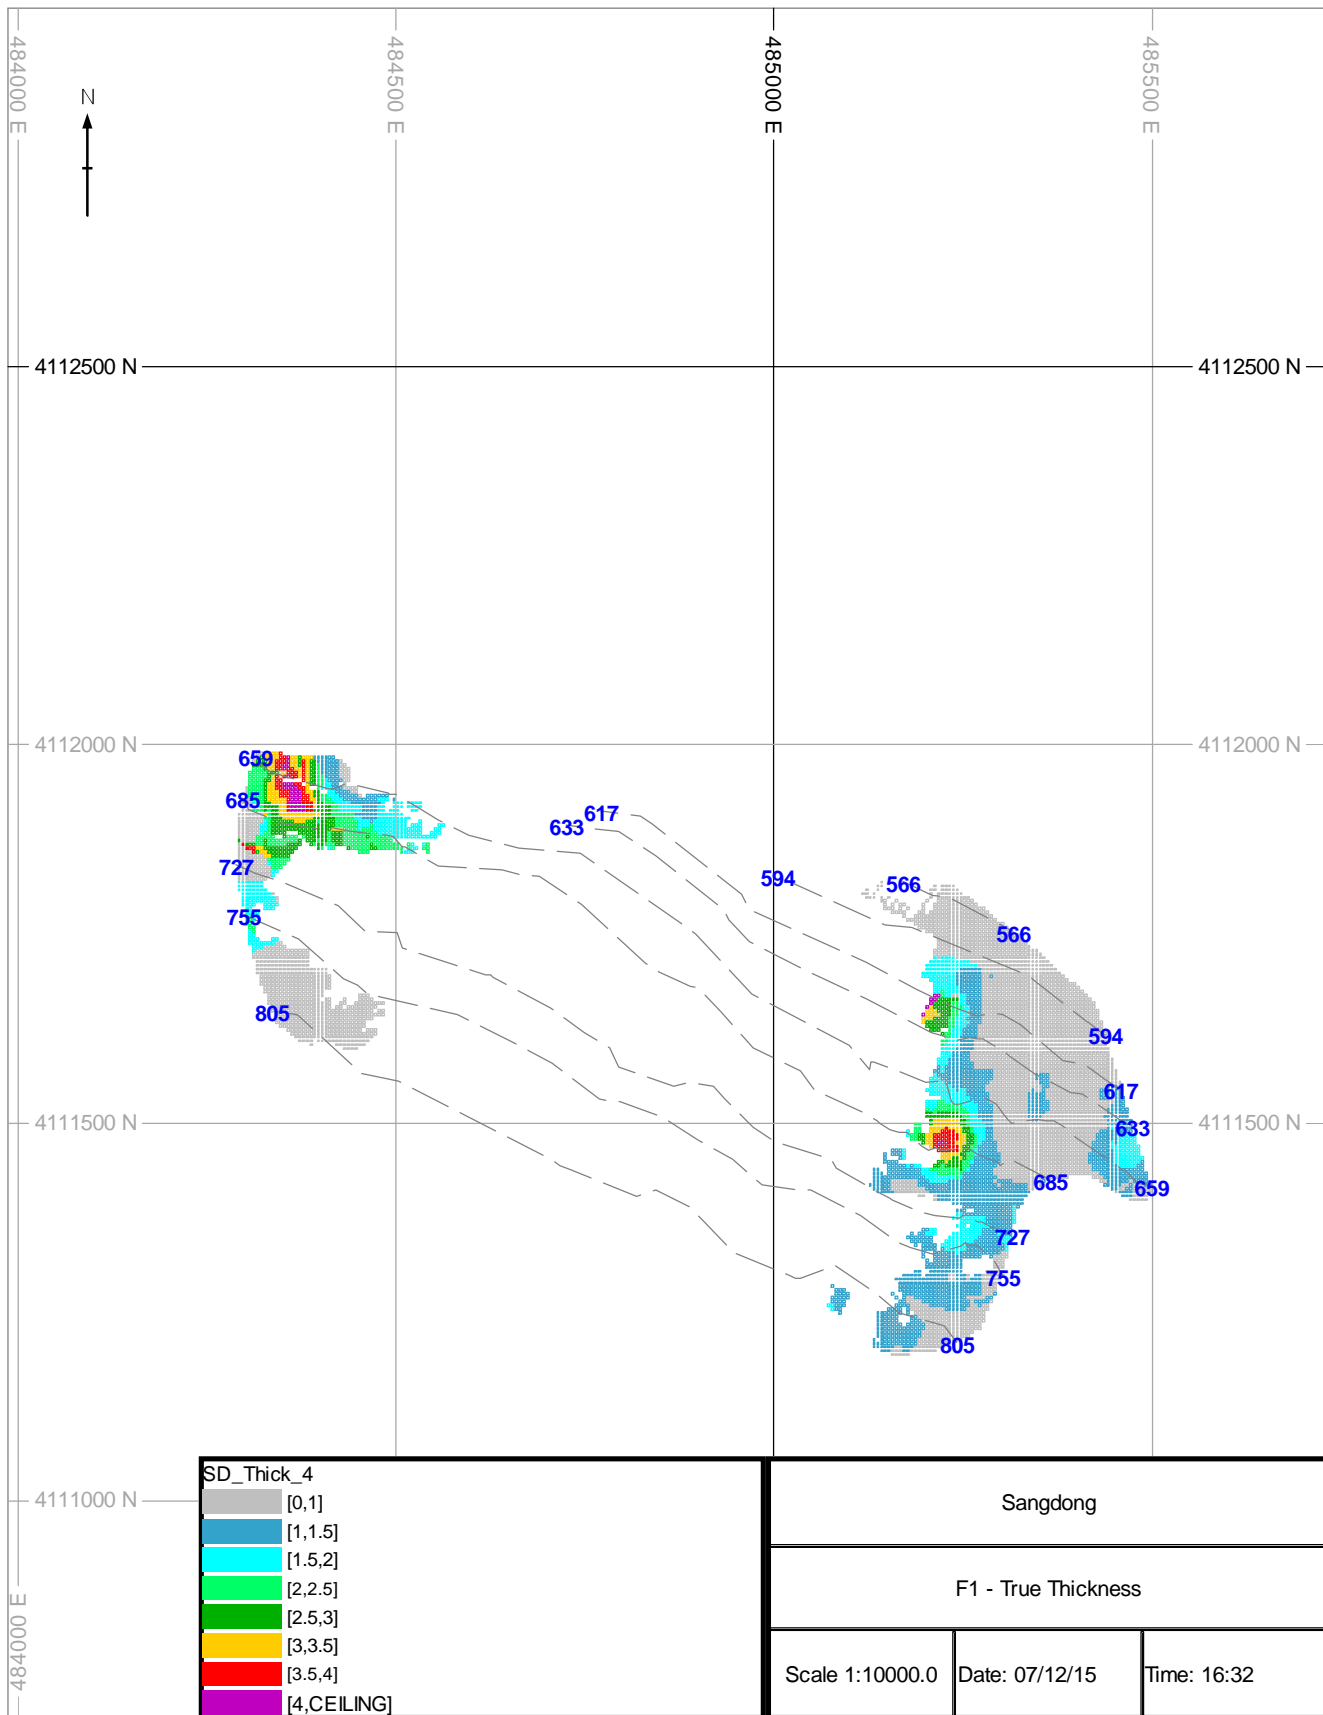 484000 E
484500 E
485000 E
485500 E
N
4112500 N
4112500 N
4112000 N
4112000 N
659
685
617
633
727
594
566
755
566
805
594
617
4111500 N
4111500 N
633
685
659
727
755
805
SD_Thick_4
4111000 N
[0,1]
Sangdong
4111000 N
[1,1.5]
[1.5,2]
[2,2.5]
F1 - True Thickness
[2.5,3]
484000 E
[3,3.5]
[3.5,4]
Scale 1:10000.0
Date: 07/12/15
Time: 16:32
[4,CEILING]